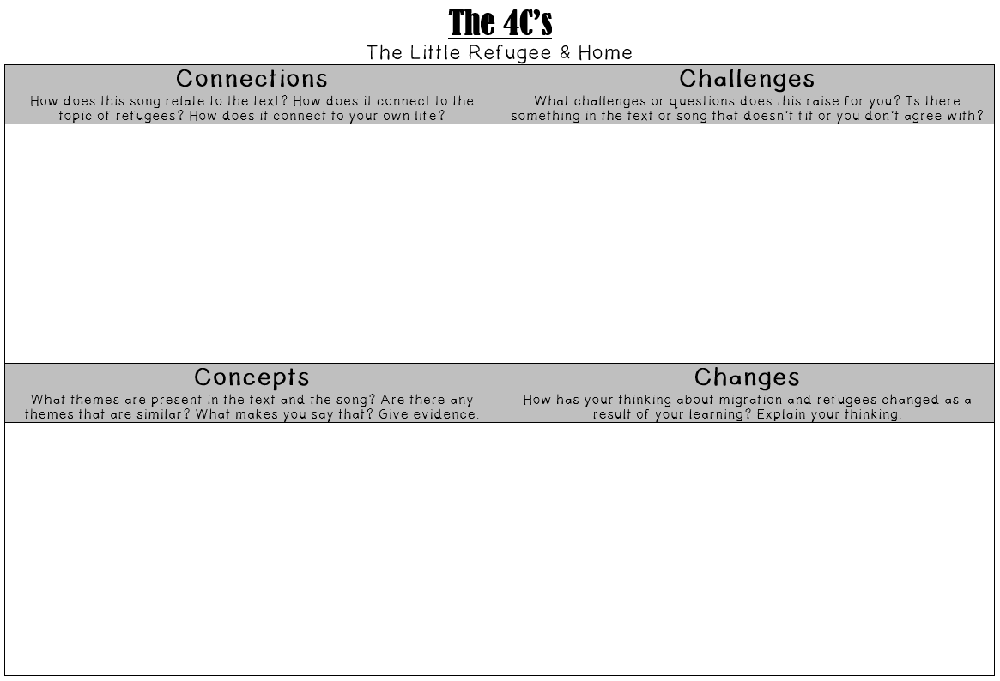 The 4C's
The Little Refugee & Home
Connections
How does this song relate to the text? How does it connect to the
topic of refugees? How does it connect to your own life?
Challenges
What challenges or questions does this raise for you? Is there
something in the text or song that doesn't fit or you don't agree with?
Concepts
What themes are present in the text and the song? Are there any
themes that are similar? What makes you say that? Give evidence.
Changes
How has your thinking about migration and refugees changed as a
result of your learning? Explain your thinking.